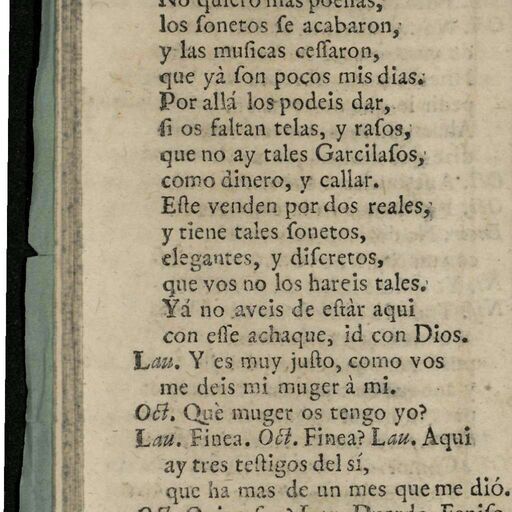 No quiero mas poesias,
los ſonetos ſe acabaron,
y las muſicas ceſſaron,
que yà ſon pocos mis dias.
Por allá los podeis dar,
ſi os faltan telas, y raſos,
que no ay tales Garcilaſos,
como dinero, y callar.
Eſte venden por dos reales,
y tiene tales ſonetos,
elegantes, y diſcretos,
que vos no los hareis tales.
Yá no aveis de eſtàr aqui
con eſſe achaque, id con Dios.
Lau. Y es muy juſto, como vos
me deis mi muger à mi.
Oct. Què muger os tengo yo?
Lau. Finea. Oct. Finea? Lau. Aqui
ay tres teſtigos del sí,
que ha mas de un mes que me dió.